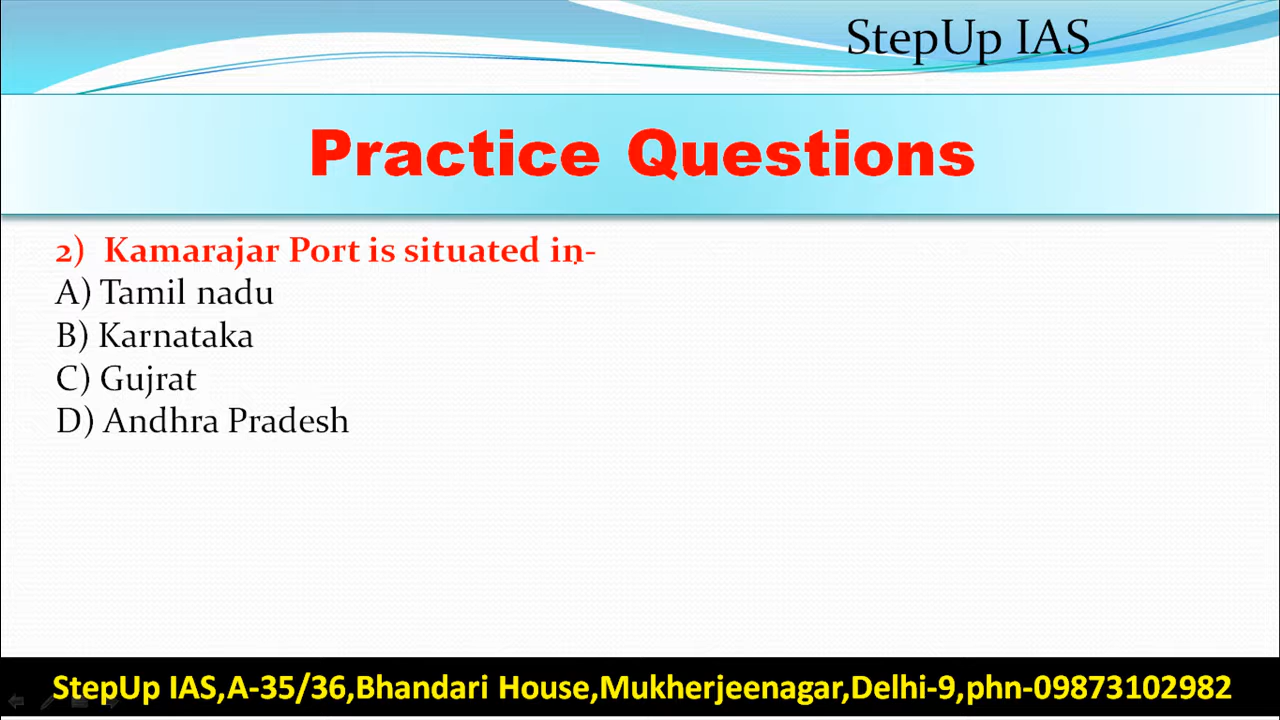 StepUp IAS
Practice Questions
2) Kamarajar Port is situated in-
A) Tamil nadu
B) Karnataka
C) Gujrat
D) Andhra Pradesh
StepUp IAS,A-35/36,Bhandari House,Mukherjeenagar,Delhi-9,phn-09873102982